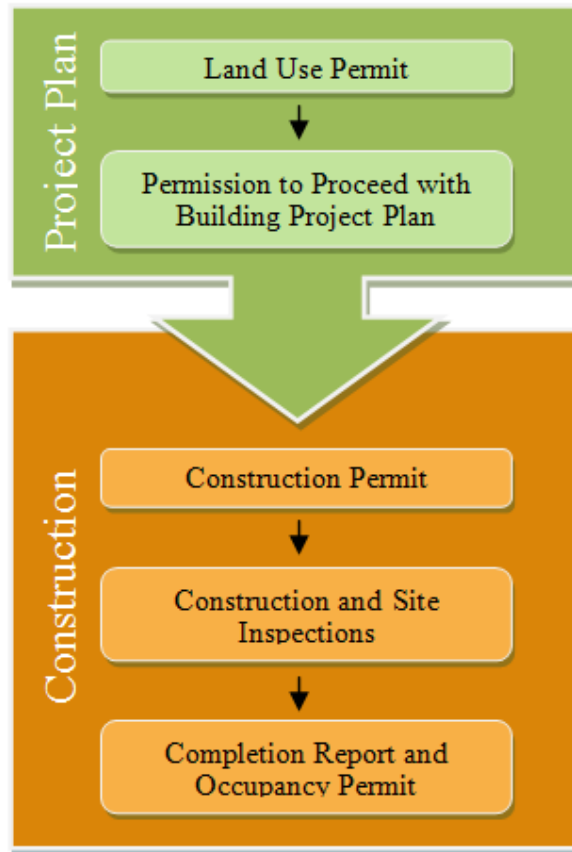 Project Plan
Land Use Permit
Permission to Proceed with
Building Project Plan
Construction
Construction Permit
Construction and Site
Inspections
Completion Report and
Occupancy Permit